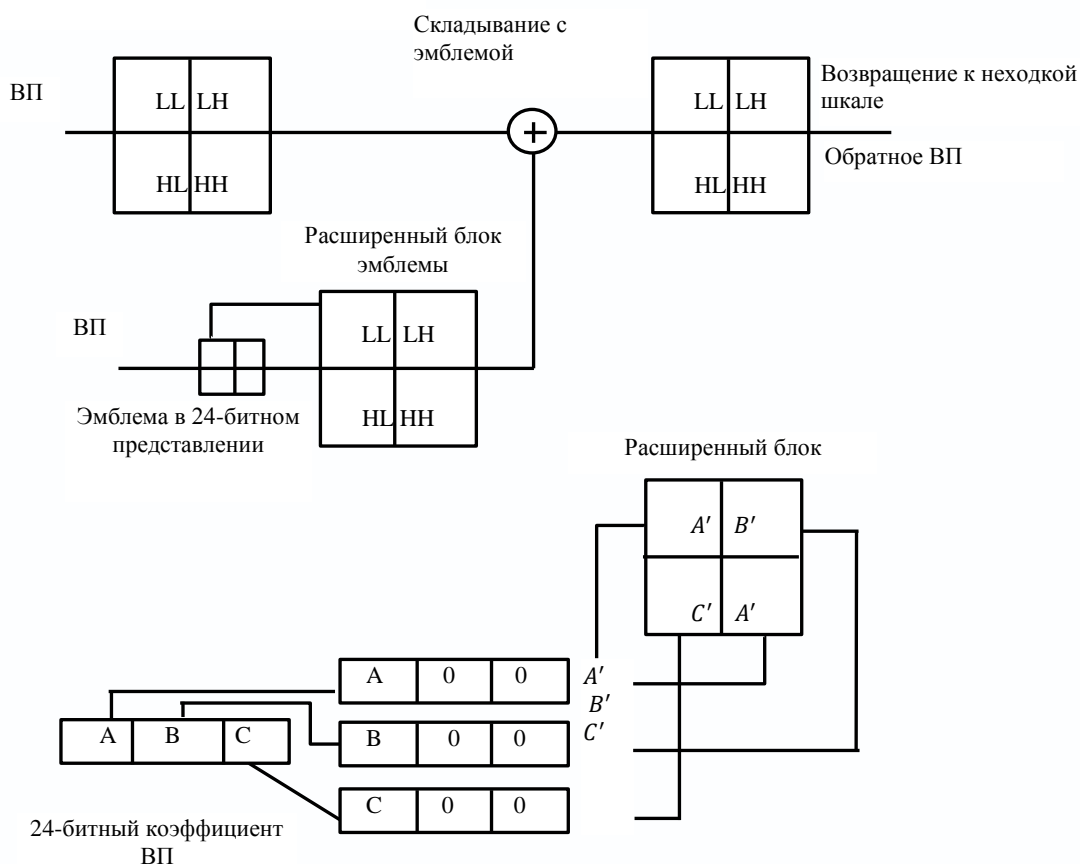 Складывание с
эмблемой
ВП
LL LH
HL HH
+
LL LH
HL HH
Возвращение к неходкой
шкале
Обратное ВП
Расширенный блок
эмблемы
ВП
LL LH
HL HH
Эмблема в 24-битном
представлении
Расширенный блок
A′ B′
C′ A′
A 0 0
A′
B′
C′
A B C
B 0 0
C 0 0
24-битный коэффициент
ВП